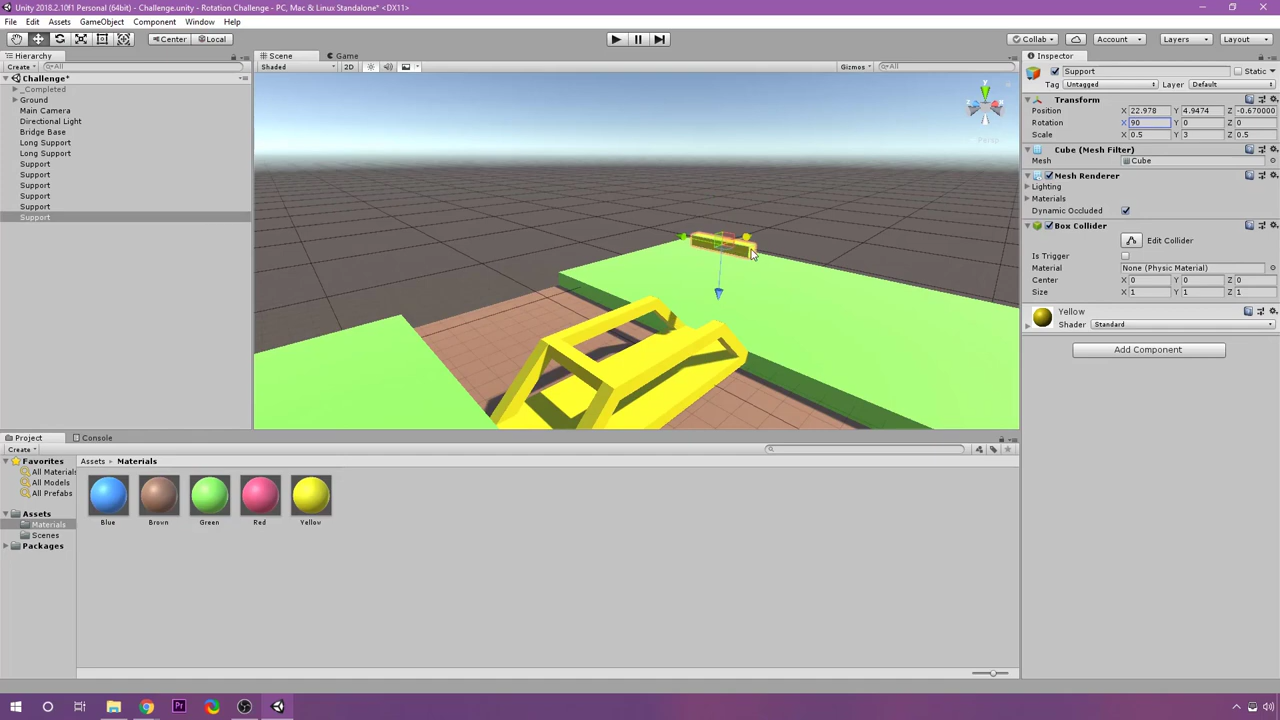 Unity 2018.2.10f1 Personal (64bit) - Challenge.unity - Rotation Challenge - PC, Mac & Linux Standalone* <DX11>
File Edit Assets GameObject Component Window Help
Center Local Collab Account Layers Layout
Hierarchy Scene Game Inspector
Create All Shaded 2D Gizmos All Support Static
Challenge* Tag Untagged Layer Default
_Completed
Ground
Main Camera
Directional Light
Bridge Base
Long Support
Long Support
Support
Support
Support
Support
Support
Support
y
x
z
Persp
Transform
Position X 22.978 Y 4.9474 Z -0.670000
Rotation X 90 Y 0 Z 0
Scale X 0.5 Y 3 Z 0.5
Cube (Mesh Filter)
Mesh Cube
Mesh Renderer
Lighting
Materials
Dynamic Occluded
Box Collider
Edit Collider
Is Trigger
Material None (Physic Material)
Center X 0 Y 0 Z 0
Size X 1 Y 1 Z 1
Yellow
Shader Standard
Add Component
Project Console
Create
Favorites Assets Materials
All Materials
All Models
All Prefabs
Assets
Materials
Scenes
Packages
Blue Brown Green Red Yellow
Pr